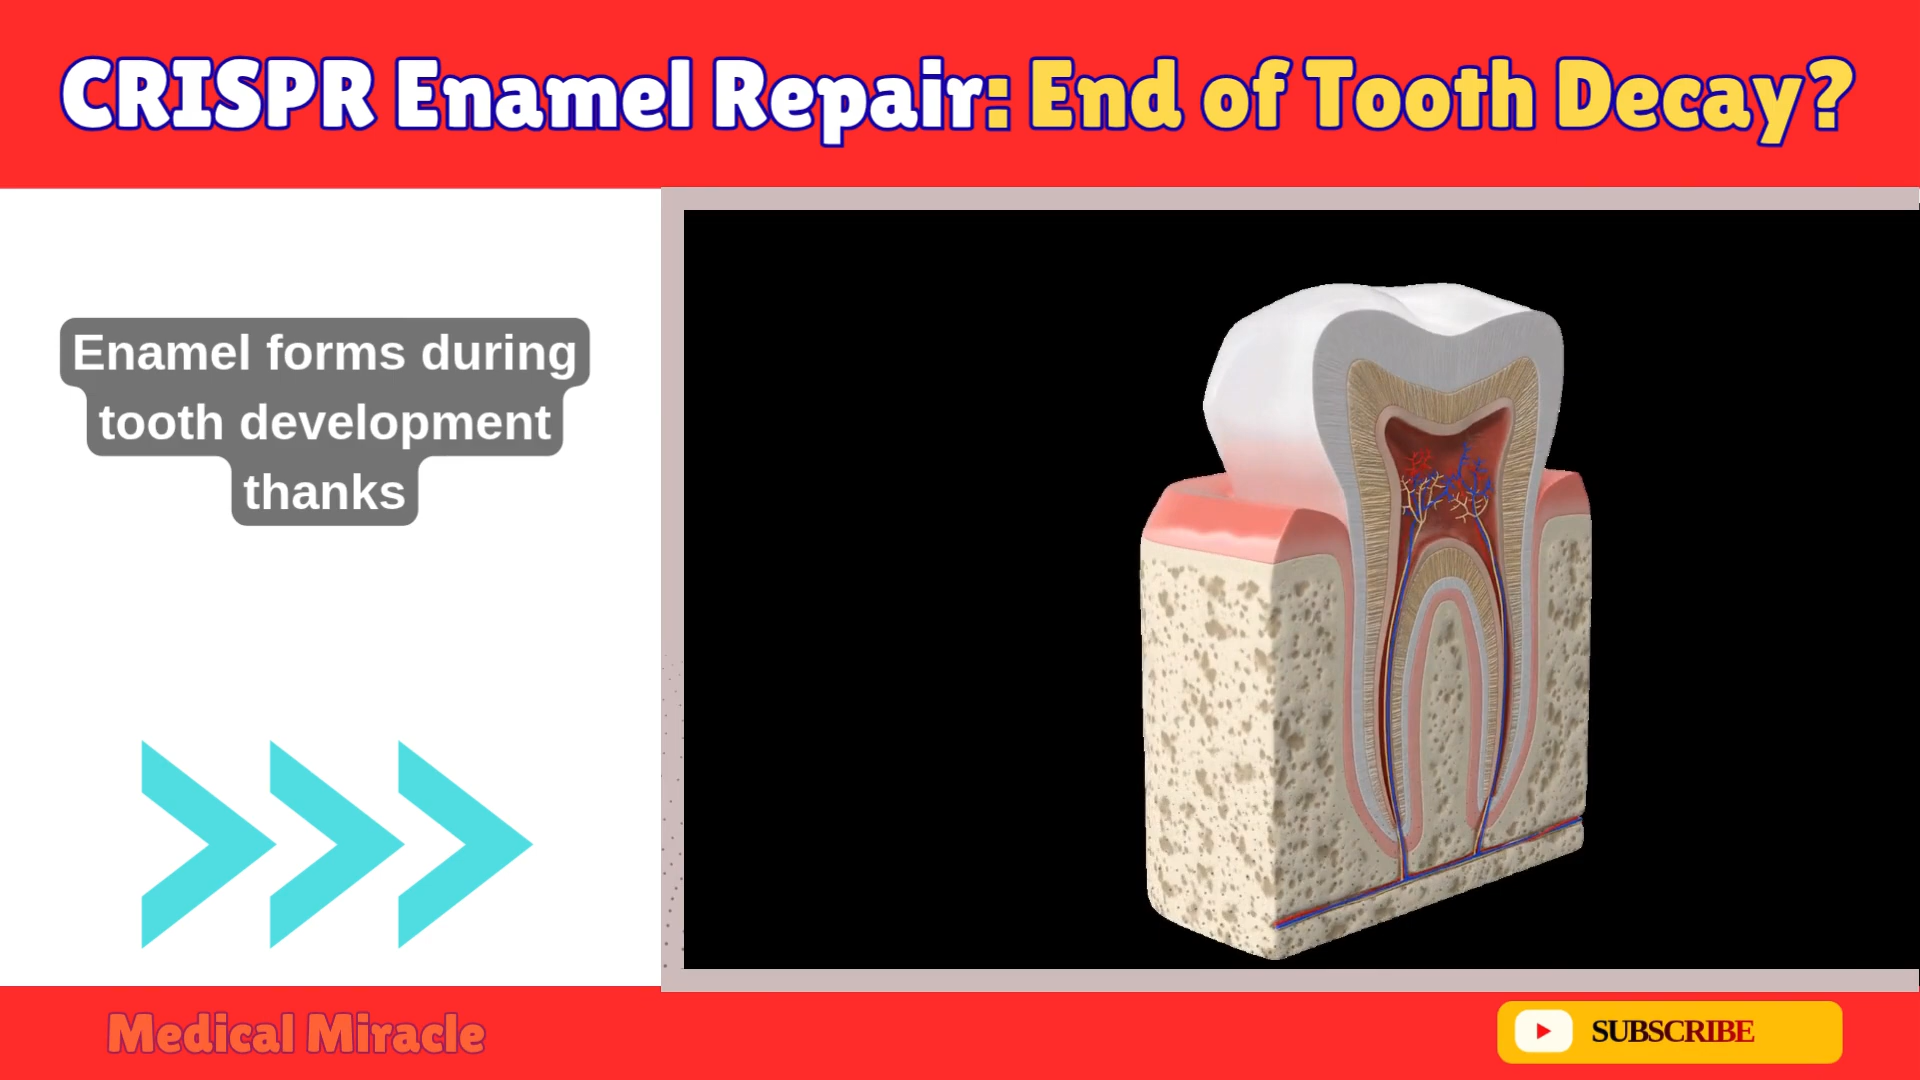 CRISPR Enamel Repair: End of Tooth Decay?
Enamel forms during
tooth development
thanks
Medical Miracle
SUBSCRIBE